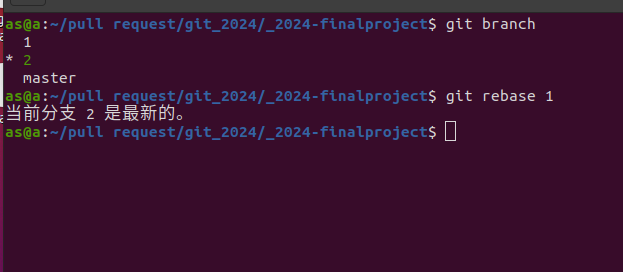 as@a:~/pull request/git_2024/_2024-finalproject$ git branch
  1
* 2
  master
as@a:~/pull request/git_2024/_2024-finalproject$ git rebase 1
当前分支 2 是最新的。
as@a:~/pull request/git_2024/_2024-finalproject$